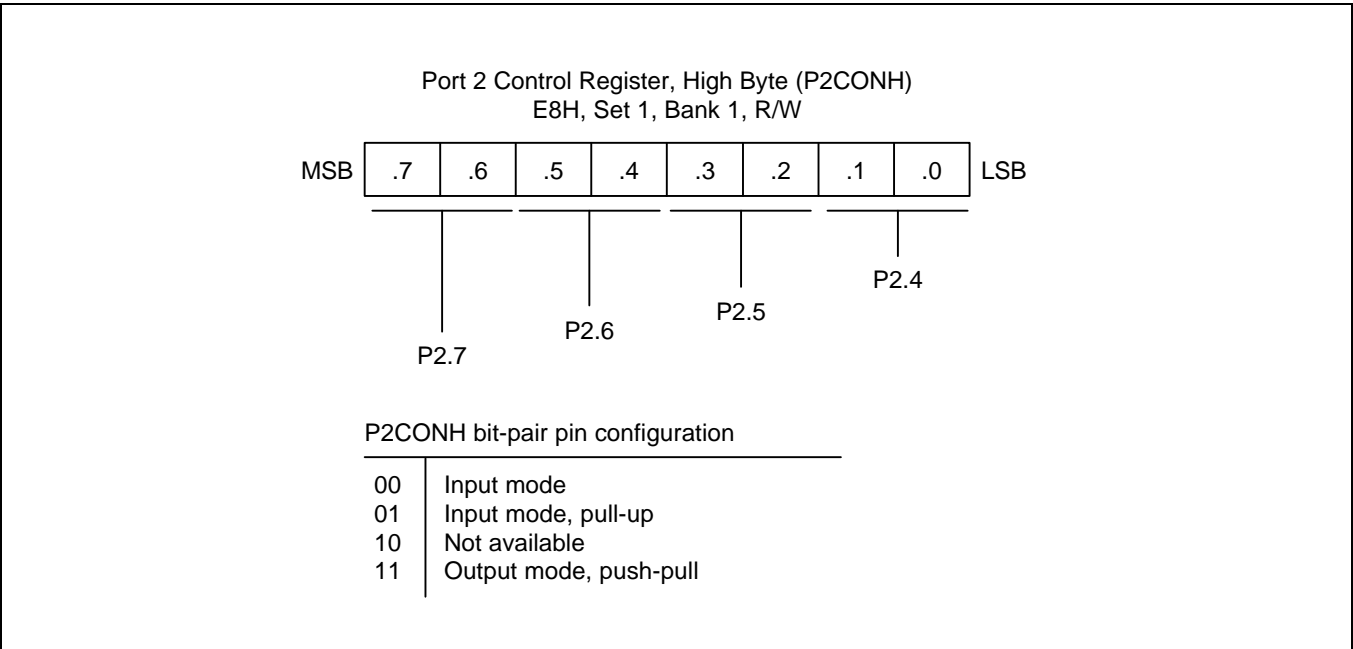 Port 2 Control Register, High Byte (P2CONH)
E8H, Set 1, Bank 1, R/W
MSB .7 .6 .5 .4 .3 .2 .1 .0 LSB
P2.4
P2.5
P2.6
P2.7
P2CONH bit-pair pin configuration
00 Input mode
01 Input mode, pull-up
10 Not available
11 Output mode, push-pull